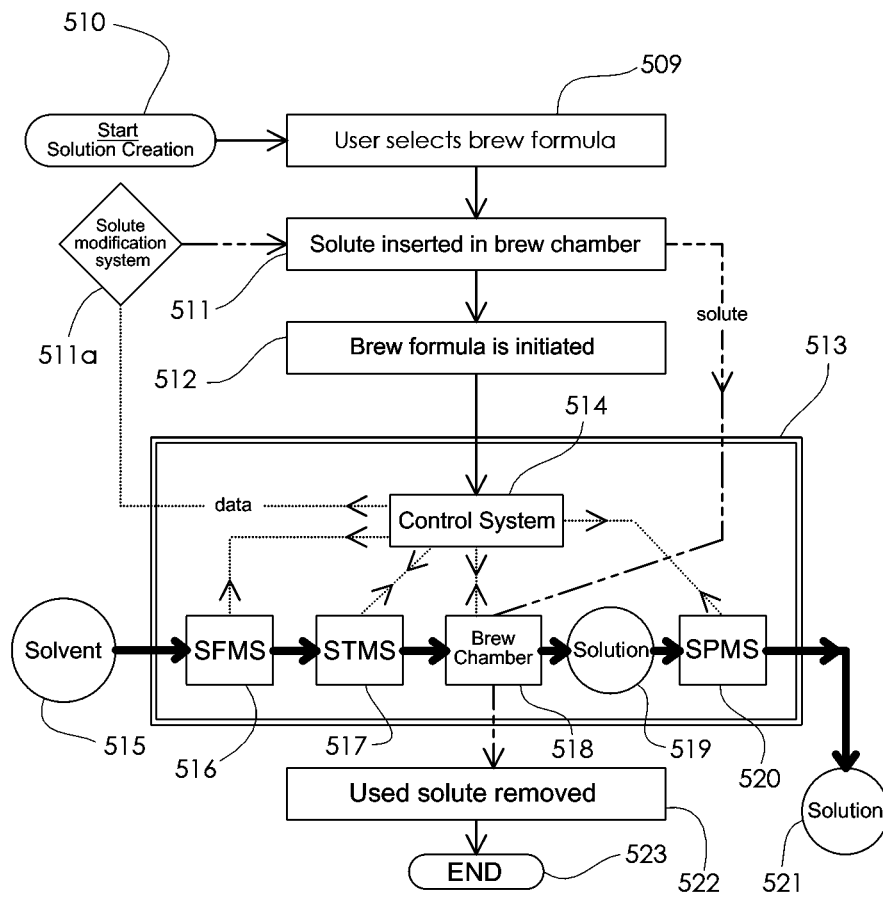 510
509
Start
Solution Creation
User selects brew formula
Solute
modification
system
Solute inserted in brew chamber
511
solute
511a
Brew formula is initiated
512
513
514
data
Control System
Solvent
SFMS
STMS
Brew
Chamber
Solution
SPMS
515
516
517
518
519
520
Used solute removed
Solution
END
523
522
521